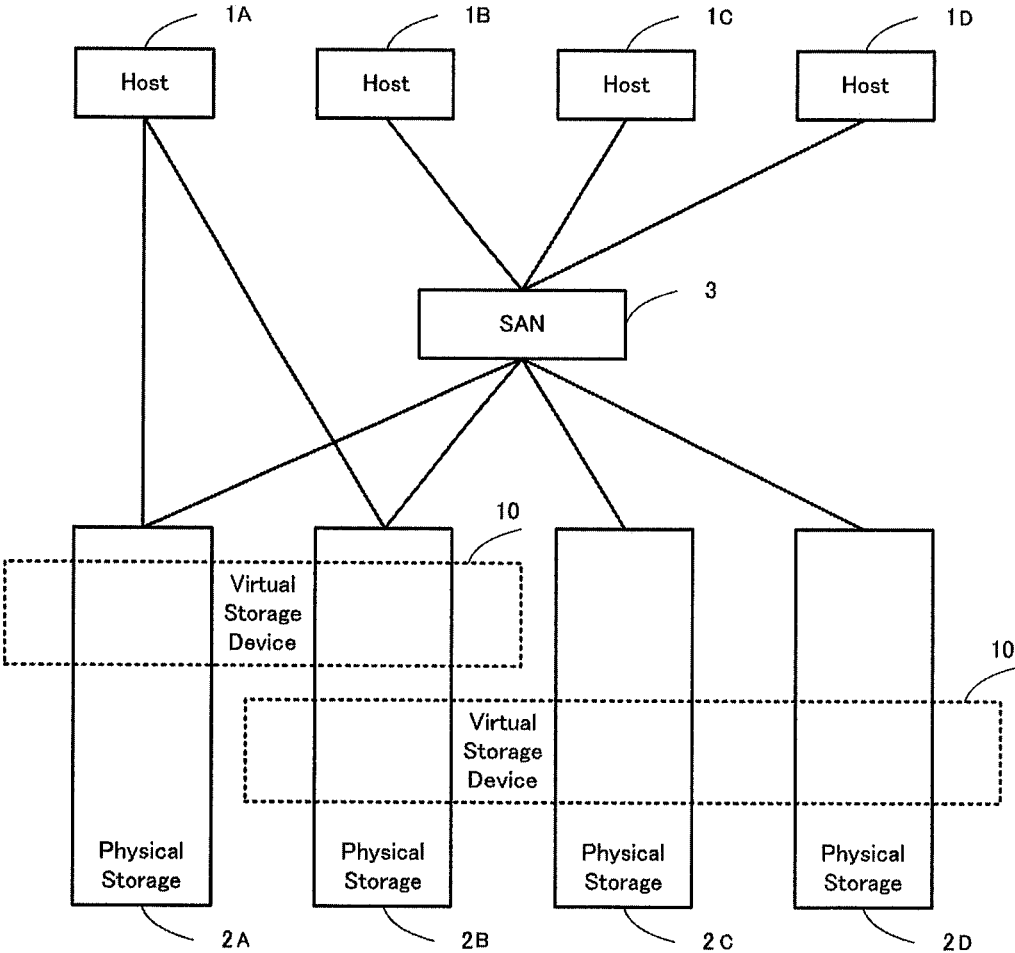 1A
1B
1C
1D
Host
Host
Host
Host
3
SAN
10
Virtual
Storage
Device
10
Virtual
Storage
Device
Physical
Storage
Physical
Storage
Physical
Storage
Physical
Storage
2A
2B
2C
2D